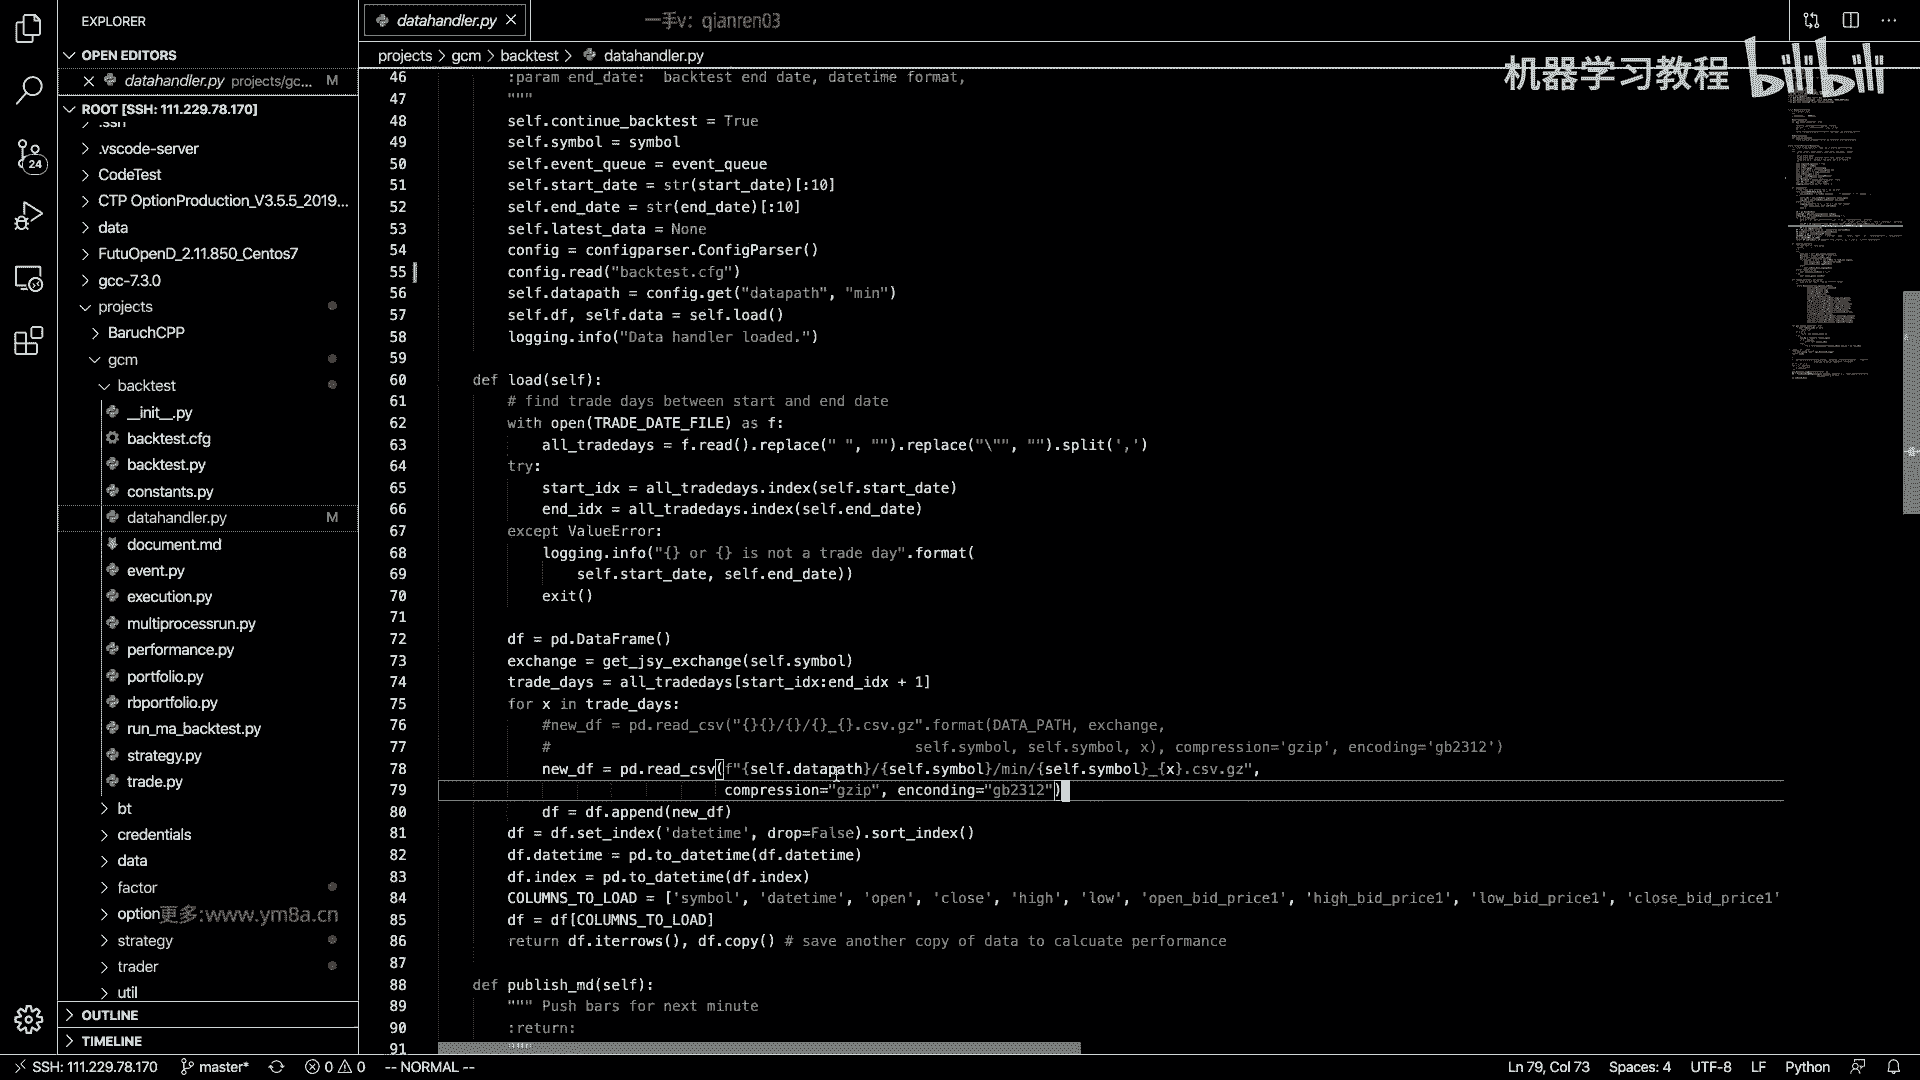 EXPLORER
datahandler.py
一手v: qianren03
OPEN EDITORS
projects > gcm > backtest > datahandler.py
datahandler.py projects/gc... M
机器学习教程 bilibili
ROOT [SSH: 111.229.78.170]
.ssh
.vscode-server
CodeTest
CTP OptionProduction_V3.5.5_2019...
data
FutuOpenD_2.11.850_Centos7
gcc-7.3.0
projects
BaruchCPP
gcm
backtest
__init__.py
backtest.cfg
backtest.py
constants.py
datahandler.py M
document.md
event.py
execution.py
multiprocessrun.py
performance.py
portfolio.py
rbportfolio.py
run_ma_backtest.py
strategy.py
trade.py
bt
credentials
data
factor
option更多:www.ym8a.cn
strategy
trader
util
OUTLINE
TIMELINE
24
46 :param end_date:  backtest end date, datetime format,
47 """
48 self.continue_backtest = True
49 self.symbol = symbol
50 self.event_queue = event_queue
51 self.start_date = str(start_date)[:10]
52 self.end_date = str(end_date)[:10]
53 self.latest_data = None
54 config = configparser.ConfigParser()
55 config.read("backtest.cfg")
56 self.datapath = config.get("datapath", "min")
57 self.df, self.data = self.load()
58 logging.info("Data handler loaded.")
59
60 def load(self):
61 # find trade days between start and end date
62 with open(TRADE_DATE_FILE) as f:
63 all_tradedays = f.read().replace(" ", "").replace("\"", "").split(',')
64 try:
65 start_idx = all_tradedays.index(self.start_date)
66 end_idx = all_tradedays.index(self.end_date)
67 except ValueError:
68 logging.info("{} or {} is not a trade day".format(
69 self.start_date, self.end_date))
70 exit()
71
72 df = pd.DataFrame()
73 exchange = get_jsy_exchange(self.symbol)
74 trade_days = all_tradedays[start_idx:end_idx + 1]
75 for x in trade_days:
76 #new_df = pd.read_csv("{}{}/{}/{}_{}.csv.gz".format(DATA_PATH, exchange,
77 # self.symbol, self.symbol, x), compression='gzip', encoding='gb2312')
78 new_df = pd.read_csv(f"{self.datapath}/{self.symbol}/min/{self.symbol}_{x}.csv.gz",
79 compression="gzip", enconding="gb2312")
80 df = df.append(new_df)
81 df = df.set_index('datetime', drop=False).sort_index()
82 df.datetime = pd.to_datetime(df.datetime)
83 df.index = pd.to_datetime(df.index)
84 COLUMNS_TO_LOAD = ['symbol', 'datetime', 'open', 'close', 'high', 'low', 'open_bid_price1', 'high_bid_price1', 'low_bid_price1', 'close_bid_price1'
85 df = df[COLUMNS_TO_LOAD]
86 return df.iterrows(), df.copy() # save another copy of data to calcuate performance
87
88 def publish_md(self):
89 """ Push bars for next minute
90 :return:
91 """
SSH: 111.229.78.170 master* 0 0 -- NORMAL -- Ln 79, Col 73 Spaces: 4 UTF-8 LF Python